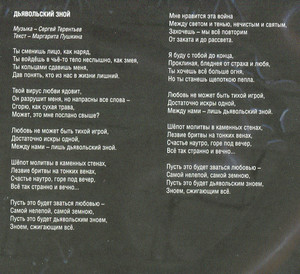 ДЬЯВОЛЬСКИЙ ЗНОЙ
Музыка – Сергей Терентьев
Текст – Маргарита Пушкина
Ты сменишь лицо, как наряд,
Ты войдёшь в чьё-то тело неслышно, как змея,
Ты кольцами сдавишь меня,
Дав понять, кто из нас в жизни лишний.
Твой вирус любви ядовит,
Он разрушит меня, но напрасны все слова –
Сгорю, как сухая трава,
Может, это мне послано свыше?
Любовь не может быть тихой игрой,
Достаточно искры одной,
Между нами – лишь дьявольский зной.
Шёпот молитвы в каменных стенах,
Лезвие бритвы на тонких венах,
Счастье наутро, горе под вечер,
Всё так странно и вечно...
Пусть это будет зваться любовью –
Самой нелепой, самой земною,
Пусть это будет дьявольским зноем,
Зноем, сжигающим всё.
Мне нравится эта война
Между светом и тенью, нечистым и святым.
Захочешь – мы всё повторим
От заката и до рассвета.
Я буду с тобой до конца,
Проклиная, бледнея от страха и любя,
Ты хочешь всё больше огня,
Но ты станешь щепоткою пепла.
Любовь не может быть тихой игрой,
Достаточно искры одной,
Между нами – лишь дьявольский зной.
Шёпот молитвы в каменных стенах,
Лезвие бритвы на тонких венах,
Счастье наутро, горе под вечер,
Всё так странно и вечно...
Пусть это будет зваться любовью –
Самой нелепой, самой земною,
Пусть это будет дьявольским зноем,
Зноем, сжигающим всё.